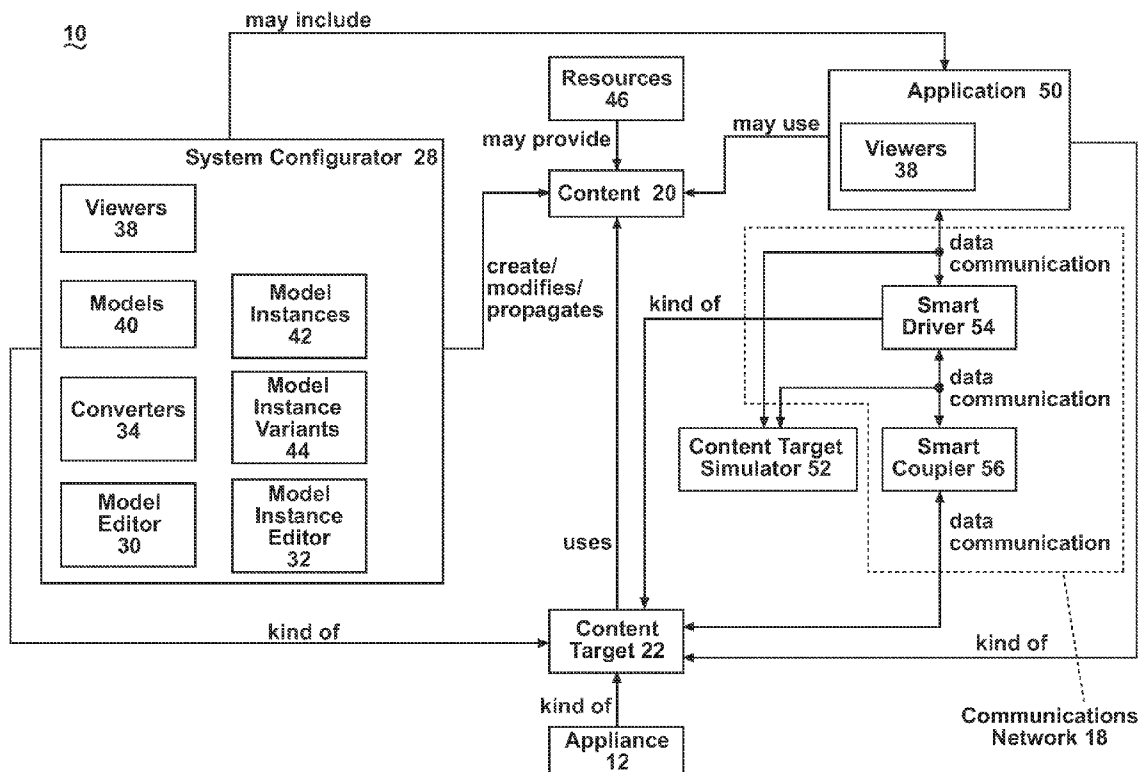 10
may include
Resources
46
may provide
Content 20
Application 50
may use
Viewers
38
System Configurator 28
Viewers
38
Models
40
Model
Instances
42
Converters
34
Model
Instance
Variants
44
Model
Editor
30
Model
Instance
Editor
32
create/
modifies/
propagates
data
communication
kind of
Smart
Driver 54
data
communication
Content Target
Simulator 52
Smart
Coupler 56
data
communication
uses
kind of
Content
Target 22
kind of
kind of
Appliance
12
Communications
Network 18